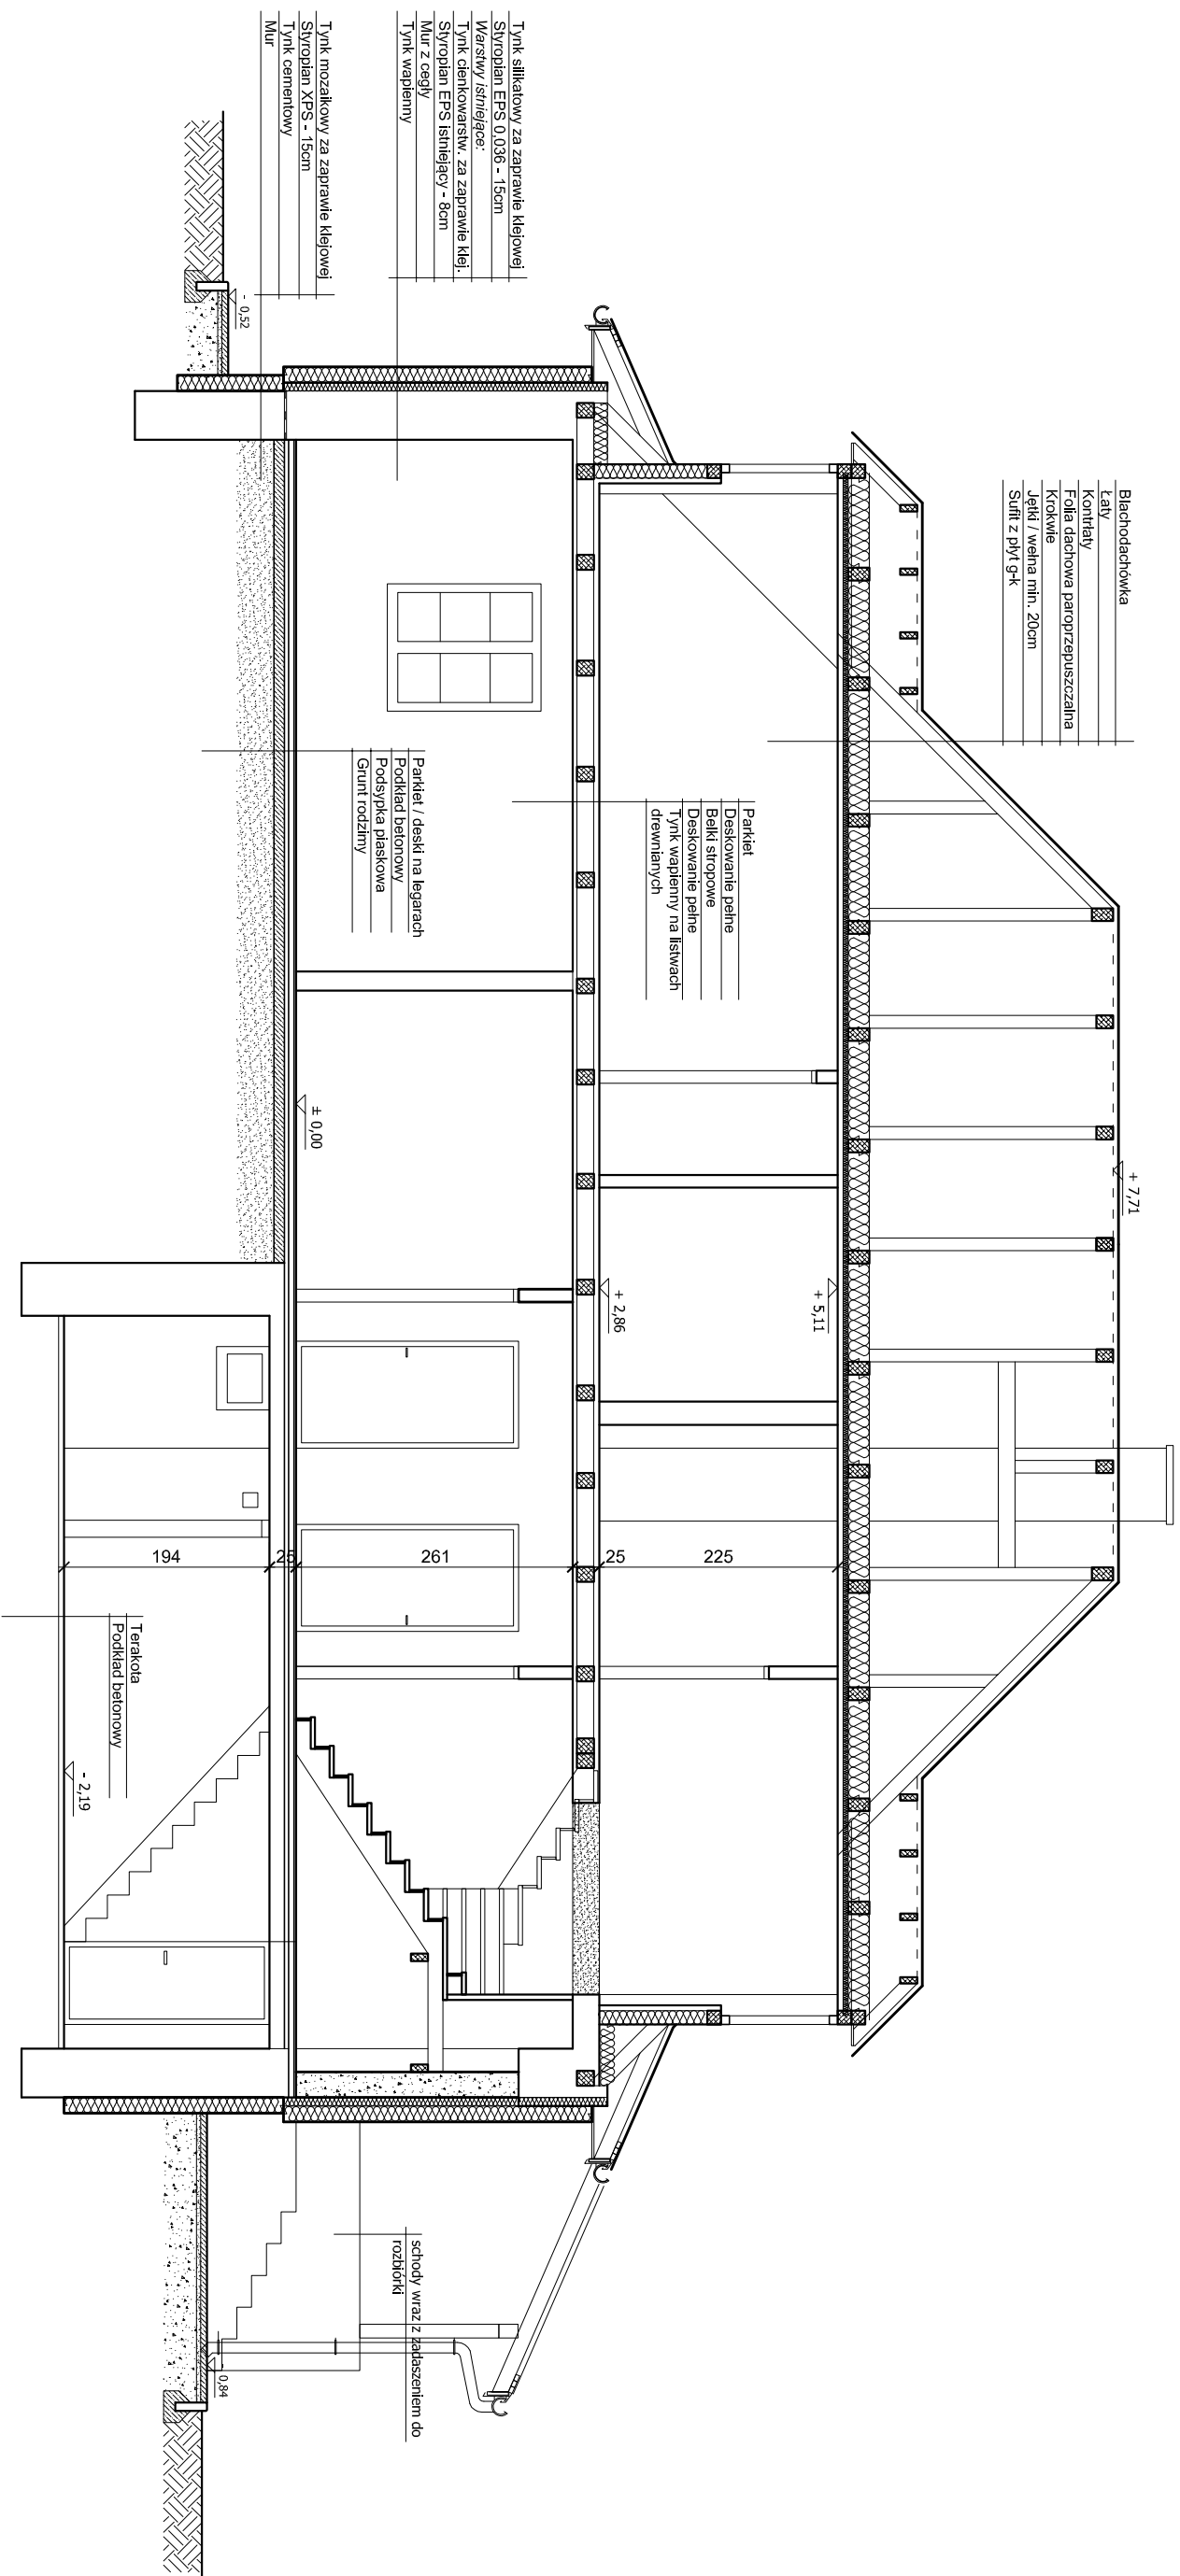 Blachodachówka
Łaty
Kontrłaty
Folia dachowa paroprzepuszczalna
Krokwie
Jętki / wełna min. 20cm
Sufit z płyt g-k
+ 7,71
+ 5,11
+ 2,86
± 0,00
Parkiet
Deskowanie pełne
Belki stropowe
Deskowanie pełne
Tynk wapienny na listwach
drewnianych
Tynk silikatowy za zaprawie klejowej
Styropian EPS 0,036 - 15cm
Warstwy istniejące:
Tynk cienkowarstw. za zaprawie klej.
Styropian EPS istniejący - 8cm
Mur z cegły
Tynk wapienny
Parkiet / deski na legarach
Podkład betonowy
Podsypka piaskowa
Grunt rodzimy
Tynk mozaikowy za zaprawie klejowej
Styropian XPS - 15cm
Tynk cementowy
Mur
- 0,52
225
25
261
25
194
schody wraz z zadaszeniem do
rozbiórki
- 0,84
Terakota
Podkład betonowy
- 2,19